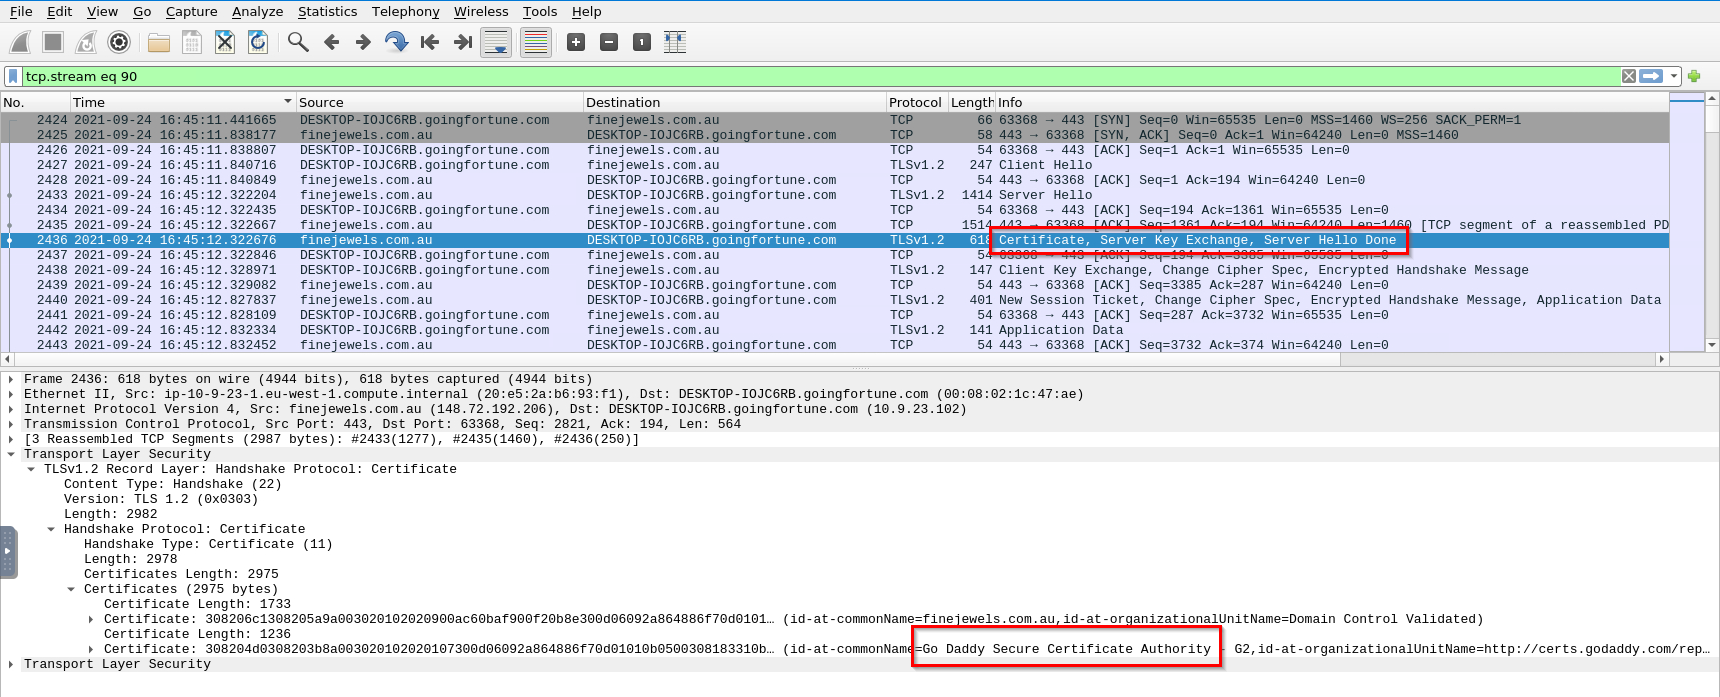 File Edit View Go Capture Analyze Statistics Telephony Wireless Tools Help
tcp.stream eq 90
No. Time Source Destination Protocol Length Info
2424 2021-09-24 16:45:11.441665 DESKTOP-IOJC6RB.goingfortune.com finejewels.com.au TCP 66 63368 → 443 [SYN] Seq=0 Win=65535 Len=0 MSS=1460 WS=256 SACK_PERM=1
2425 2021-09-24 16:45:11.838177 finejewels.com.au DESKTOP-IOJC6RB.goingfortune.com TCP 58 443 → 63368 [SYN, ACK] Seq=0 Ack=1 Win=64240 Len=0 MSS=1460
2426 2021-09-24 16:45:11.838807 DESKTOP-IOJC6RB.goingfortune.com finejewels.com.au TCP 54 63368 → 443 [ACK] Seq=1 Ack=1 Win=65535 Len=0
2427 2021-09-24 16:45:11.840716 DESKTOP-IOJC6RB.goingfortune.com finejewels.com.au TLSv1.2 247 Client Hello
2428 2021-09-24 16:45:11.840849 finejewels.com.au DESKTOP-IOJC6RB.goingfortune.com TCP 54 443 → 63368 [ACK] Seq=1 Ack=194 Win=64240 Len=0
2433 2021-09-24 16:45:12.322204 finejewels.com.au DESKTOP-IOJC6RB.goingfortune.com TLSv1.2 1414 Server Hello
2434 2021-09-24 16:45:12.322435 DESKTOP-IOJC6RB.goingfortune.com finejewels.com.au TCP 54 63368 → 443 [ACK] Seq=194 Ack=1361 Win=65535 Len=0
2435 2021-09-24 16:45:12.322667 finejewels.com.au DESKTOP-IOJC6RB.goingfortune.com TCP 1514 443 → 63368 [ACK] Seq=1361 Ack=194 Win=64240 Len=1460 [TCP segment of a reassembled PD
2436 2021-09-24 16:45:12.322676 finejewels.com.au DESKTOP-IOJC6RB.goingfortune.com TLSv1.2 618 Certificate, Server Key Exchange, Server Hello Done
2437 2021-09-24 16:45:12.322846 DESKTOP-IOJC6RB.goingfortune.com finejewels.com.au TCP 54 63368 → 443 [ACK] Seq=194 Ack=3385 Win=65535 Len=0
2438 2021-09-24 16:45:12.328971 DESKTOP-IOJC6RB.goingfortune.com finejewels.com.au TLSv1.2 147 Client Key Exchange, Change Cipher Spec, Encrypted Handshake Message
2439 2021-09-24 16:45:12.329082 finejewels.com.au DESKTOP-IOJC6RB.goingfortune.com TCP 54 443 → 63368 [ACK] Seq=3385 Ack=287 Win=64240 Len=0
2440 2021-09-24 16:45:12.827837 finejewels.com.au DESKTOP-IOJC6RB.goingfortune.com TLSv1.2 401 New Session Ticket, Change Cipher Spec, Encrypted Handshake Message, Application Data
2441 2021-09-24 16:45:12.828109 DESKTOP-IOJC6RB.goingfortune.com finejewels.com.au TCP 54 63368 → 443 [ACK] Seq=287 Ack=3732 Win=65535 Len=0
2442 2021-09-24 16:45:12.832334 DESKTOP-IOJC6RB.goingfortune.com finejewels.com.au TLSv1.2 141 Application Data
2443 2021-09-24 16:45:12.832452 finejewels.com.au DESKTOP-IOJC6RB.goingfortune.com TCP 54 443 → 63368 [ACK] Seq=3732 Ack=374 Win=64240 Len=0
Frame 2436: 618 bytes on wire (4944 bits), 618 bytes captured (4944 bits)
Ethernet II, Src: ip-10-9-23-1.eu-west-1.compute.internal (20:e5:2a:b6:93:f1), Dst: DESKTOP-IOJC6RB.goingfortune.com (00:08:02:1c:47:ae)
Internet Protocol Version 4, Src: finejewels.com.au (148.72.192.206), Dst: DESKTOP-IOJC6RB.goingfortune.com (10.9.23.102)
Transmission Control Protocol, Src Port: 443, Dst Port: 63368, Seq: 2821, Ack: 194, Len: 564
[3 Reassembled TCP Segments (2987 bytes): #2433(1277), #2435(1460), #2436(250)]
Transport Layer Security
TLSv1.2 Record Layer: Handshake Protocol: Certificate
Content Type: Handshake (22)
Version: TLS 1.2 (0x0303)
Length: 2982
Handshake Protocol: Certificate
Handshake Type: Certificate (11)
Length: 2978
Certificates Length: 2975
Certificates (2975 bytes)
Certificate Length: 1733
Certificate: 308206c1308205a9a003020102020900ac60baf900f20b8e300d06092a864886f70d0101… (id-at-commonName=finejewels.com.au,id-at-organizationalUnitName=Domain Control Validated)
Certificate Length: 1236
Certificate: 308204d0308203b8a003020102020107300d06092a864886f70d01010b0500308183310b… (id-at-commonName=Go Daddy Secure Certificate Authority - G2,id-at-organizationalUnitName=http://certs.godaddy.com/rep…
Transport Layer Security